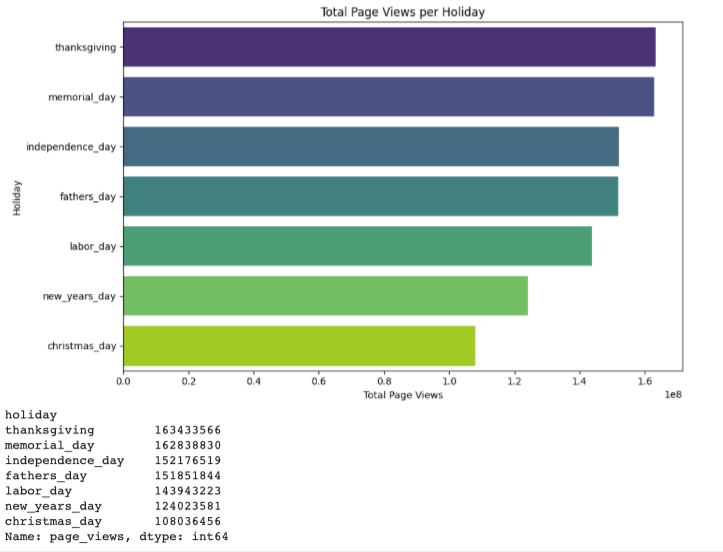 Total Page Views per Holiday
thanksgiving
memorial_day
independence_day
fathers_day
labor_day
new_years_day
christmas_day
Holiday
0.0 0.2 0.4 0.6 0.8 1.0 1.2 1.4 1.6
1e8
Total Page Views
holiday
thanksgiving 163433566
memorial_day 162838830
independence_day 152176519
fathers_day 151851844
labor_day 143943223
new_years_day 124023581
christmas_day 108036456
Name: page_views, dtype: int64